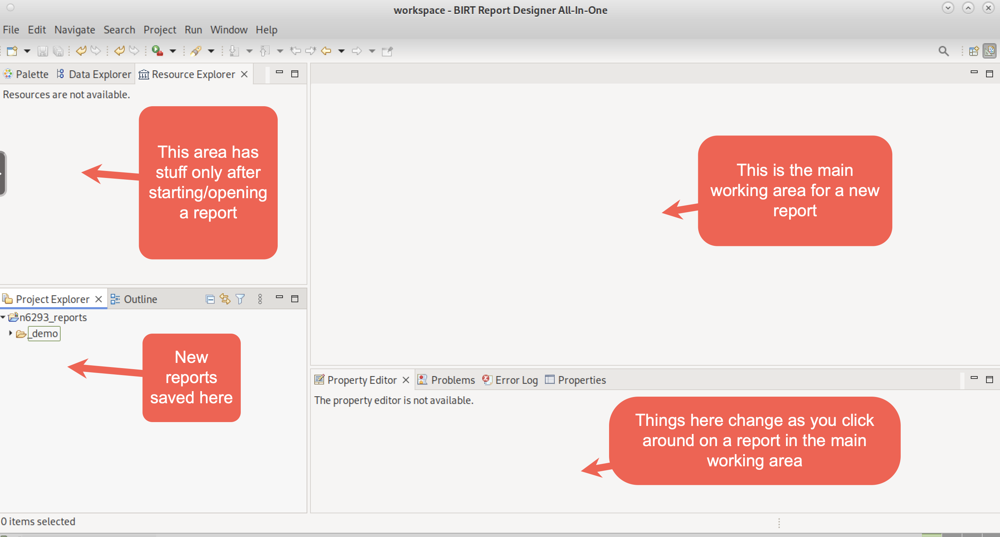 workspace - BIRT Report Designer All-In-One
File Edit Navigate Search Project Run Window Help
Palette Data Explorer Resource Explorer
Resources are not available.
This area has
stuff only after
starting/opening
a report
This is the main
working area for a new
report
Project Explorer Outline
n6293_reports
_demo
New
reports
saved here
Property Editor Problems Error Log Properties
The property editor is not available.
Things here change as you click
around on a report in the main
working area
0 items selected